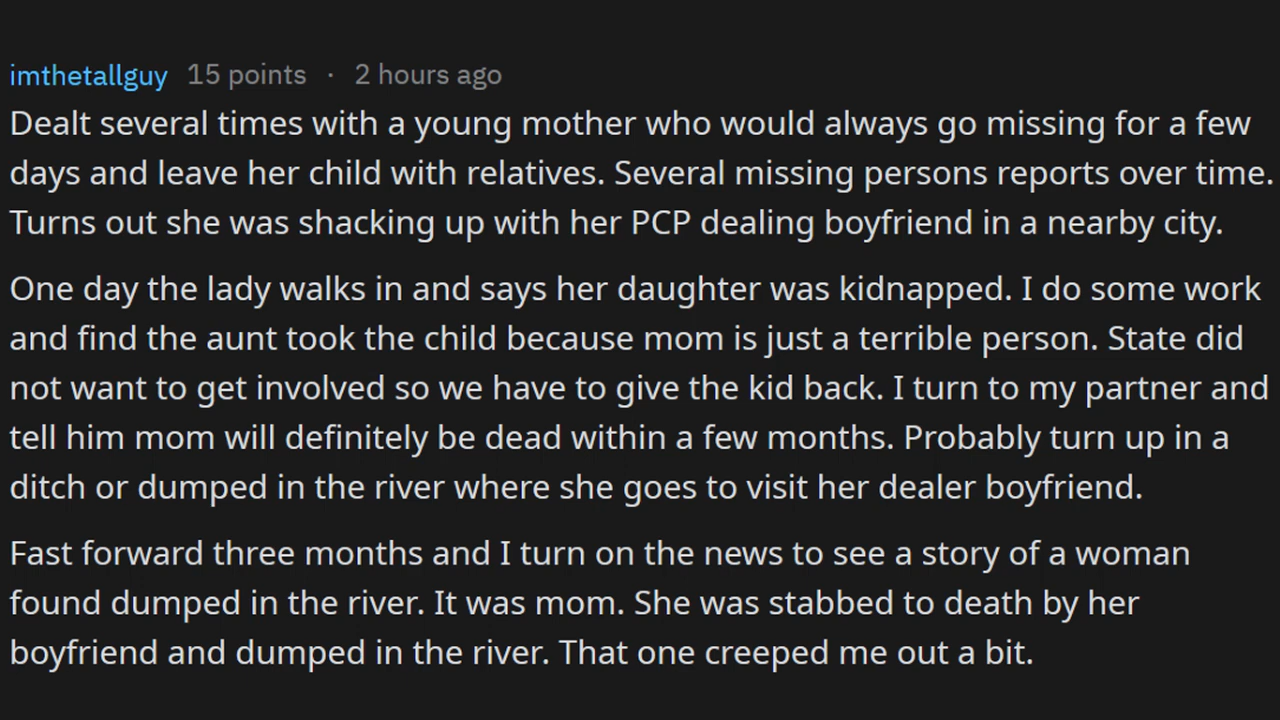 imthetallguy 15 points · 2 hours ago
Dealt several times with a young mother who would always go missing for a few
days and leave her child with relatives. Several missing persons reports over time.
Turns out she was shacking up with her PCP dealing boyfriend in a nearby city.
One day the lady walks in and says her daughter was kidnapped. I do some work
and find the aunt took the child because mom is just a terrible person. State did
not want to get involved so we have to give the kid back. I turn to my partner and
tell him mom will definitely be dead within a few months. Probably turn up in a
ditch or dumped in the river where she goes to visit her dealer boyfriend.
Fast forward three months and I turn on the news to see a story of a woman
found dumped in the river. It was mom. She was stabbed to death by her
boyfriend and dumped in the river. That one creeped me out a bit.